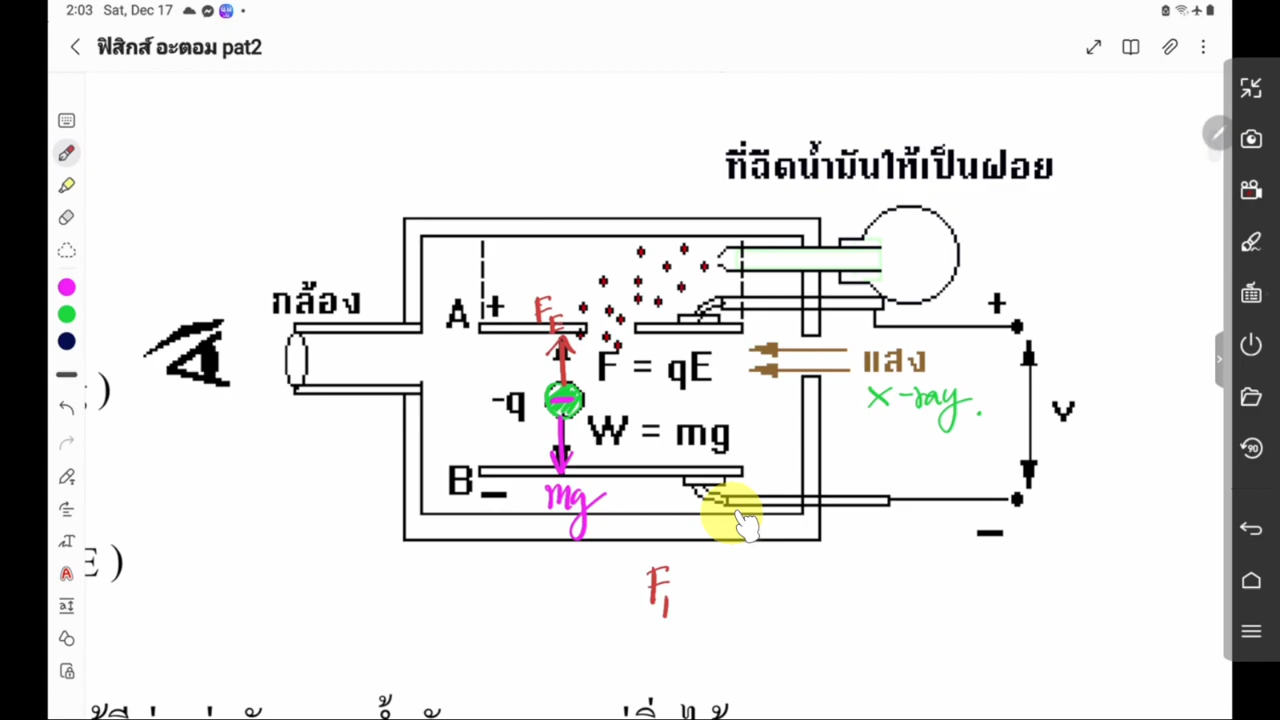 2:03 Sat, Dec 17
ฟิสิกส์ อะตอม pat2
ที่ฉีดน้ำมันให้เป็นฝอย
กล้อง
A +
F_E
+
F = qE
แสง
x-ray.
-q
V
W = mg
B -
mg
-
E )
F
)